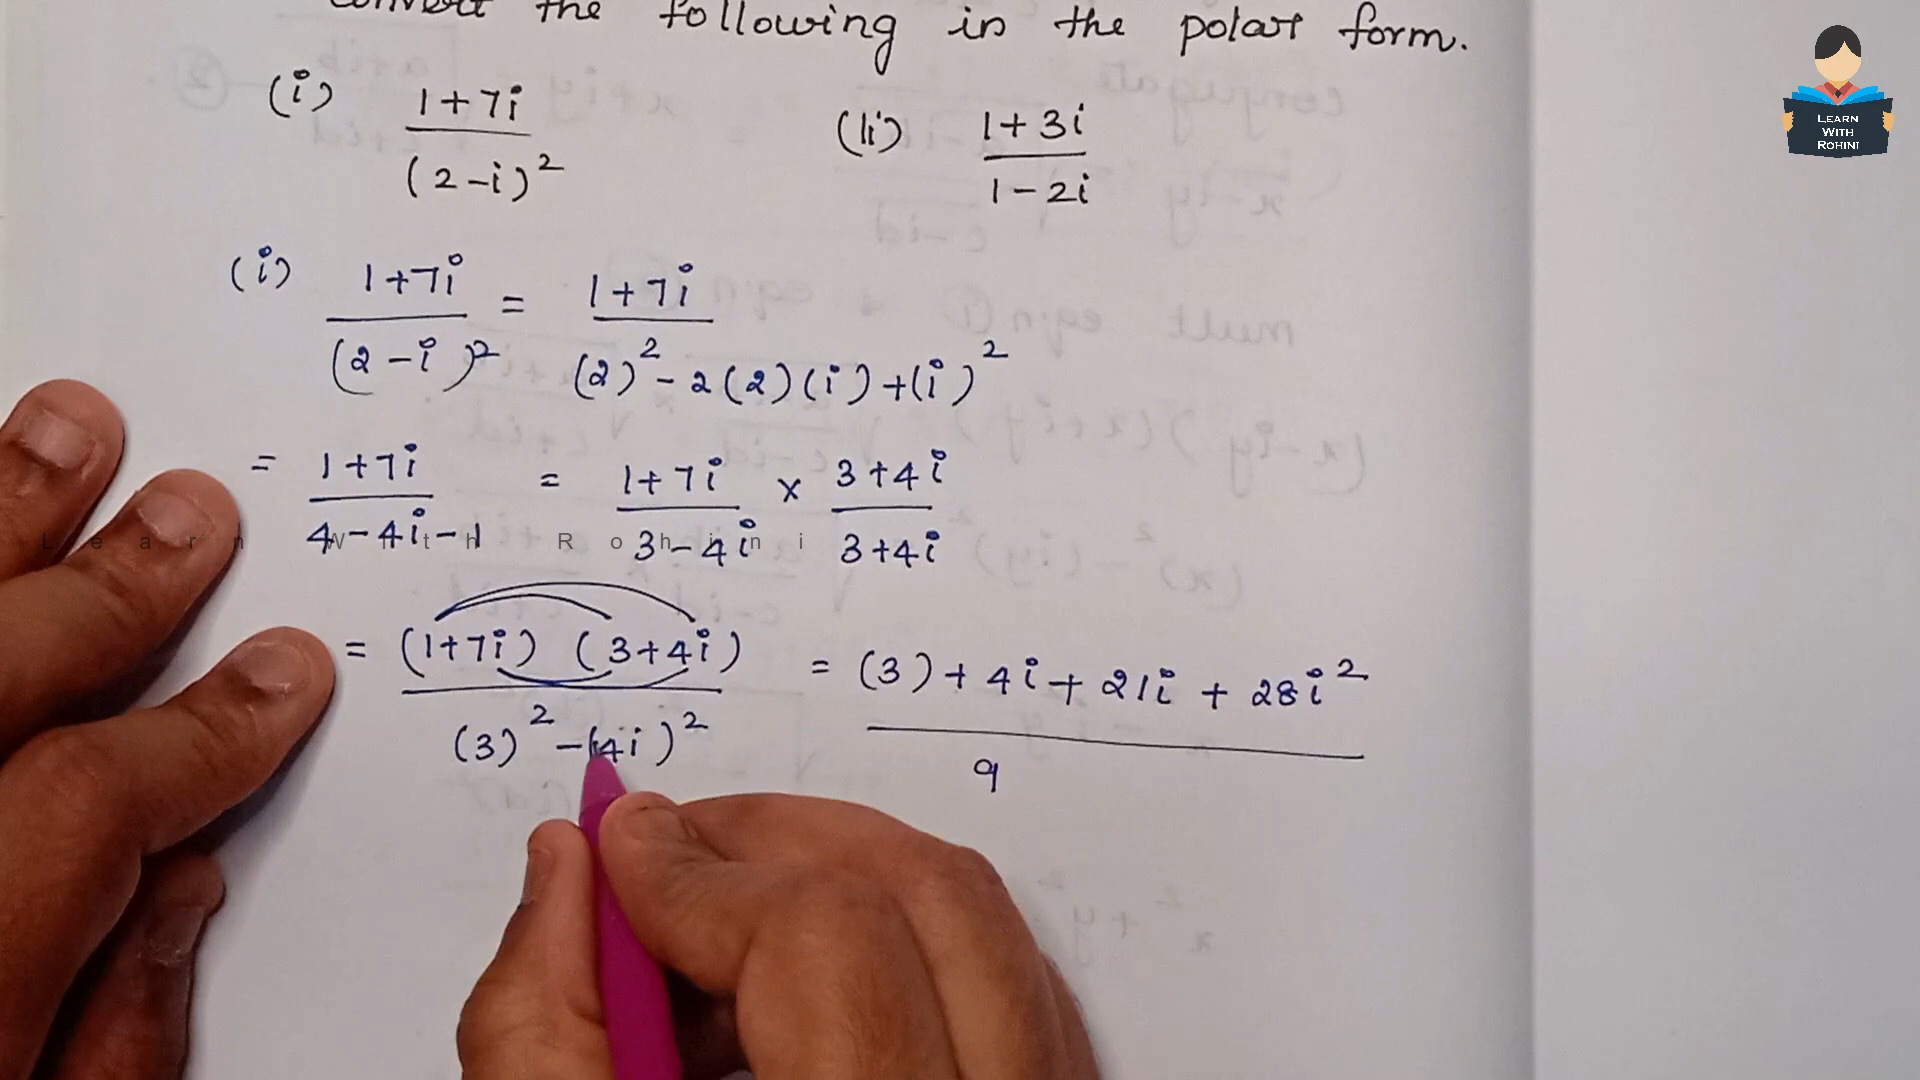 convert the following in the polar form.
(i) 1+7i / (2-i)² (ii) 1+3i / 1-2i
(i) 1+7i / (2-i)² = 1+7i / (2)² - 2(2)(i) + (i)²
= 1+7i / 4-4i-1 = 1+7i / 3-4i × 3+4i / 3+4i
Learn With Rohini
= (1+7i) (3+4i) / (3)² - (4i)² = (3) + 4i + 21i + 28i² / 9
LEARN
WITH
ROHINI